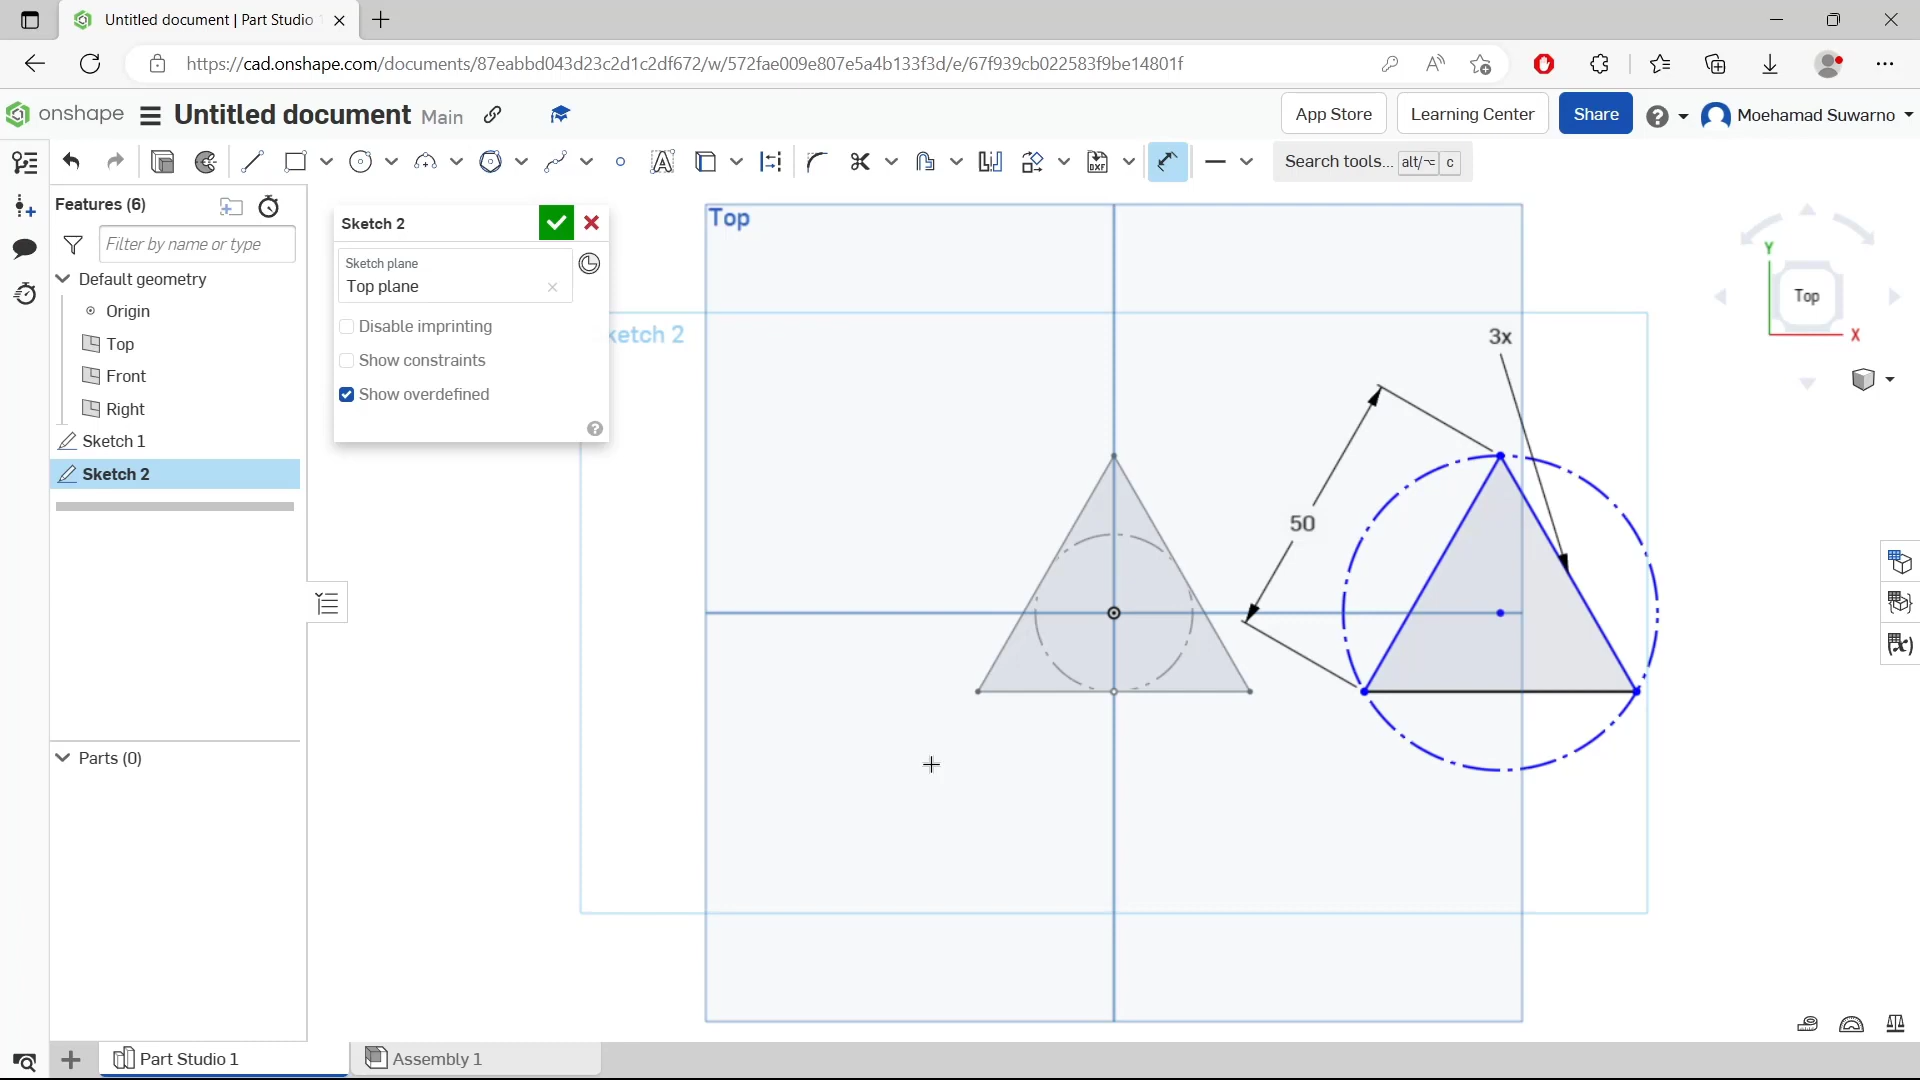 Untitled document | Part Studio
https://cad.onshape.com/documents/87eabbd043d23c2d1c2df672/w/572fae009e807e5a4b133f3d/e/67f939cb022583f9be14801f
onshape Untitled document Main App Store Learning Center Share Moehamad Suwarno
DXF Search tools... alt/⌥ c
Features (6)
Filter by name or type
Default geometry
Origin
Top
Front
Right
Sketch 1
Sketch 2
Parts (0)
Sketch 2
Sketch plane
Top plane
Disable imprinting
Show constraints
Show overdefined
Top
ketch 2
3x
50
Y
Top
X
Part Studio 1
Assembly 1